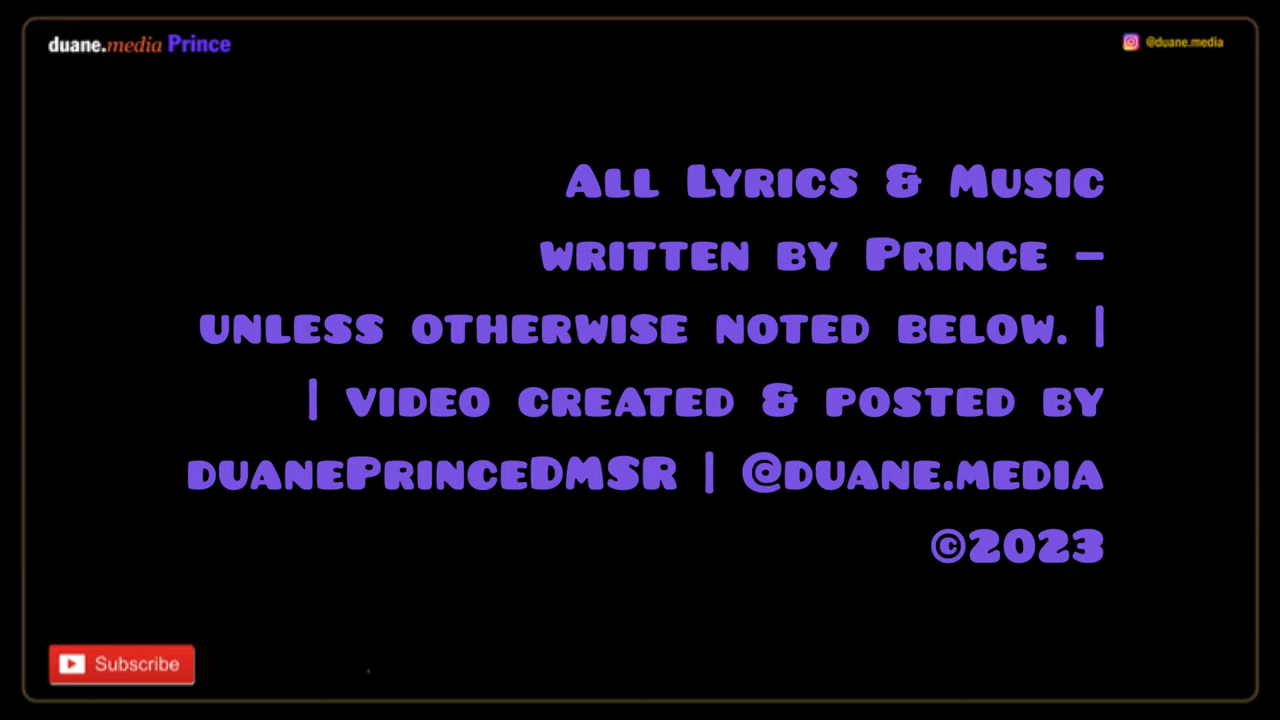 duane.media Prince
@duane.media
All Lyrics & Music
written by Prince –
unless otherwise noted below. |
| video created & posted by
duanePrinceDMSR | @duane.media
©2023
Subscribe